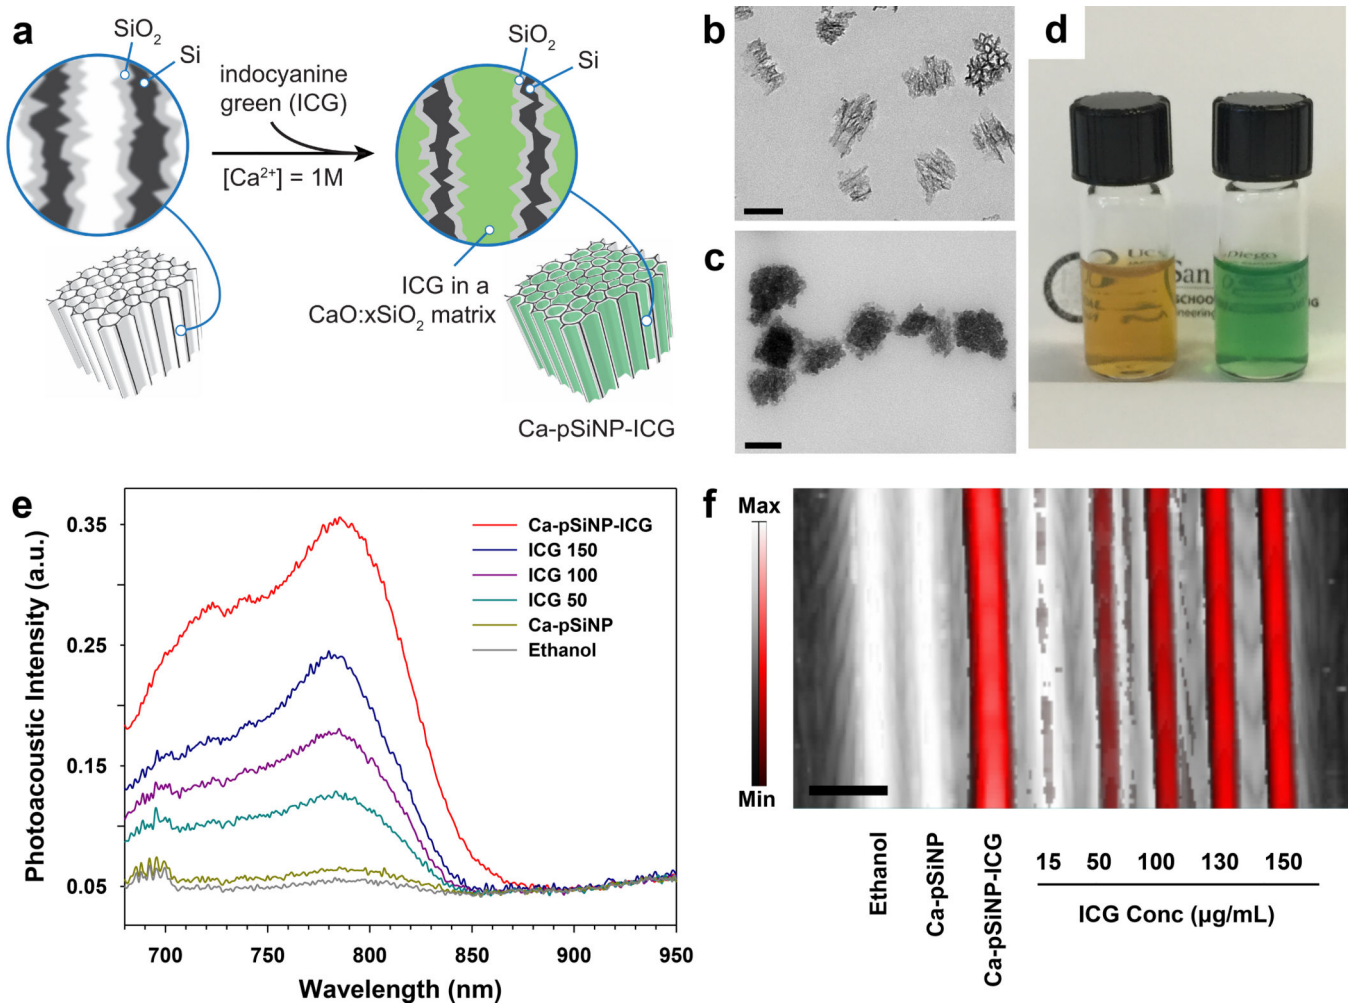 a
SiO₂
Si
indocyanine
green (ICG)
[Ca²⁺] = 1M
SiO₂
Si
ICG in a
CaO:xSiO₂ matrix
Ca-pSiNP-ICG
b
c
d
San
Diego
SCHOO
e
Photoacoustic Intensity (a.u.)
0.35
0.25
0.15
0.05
Ca-pSiNP-ICG
ICG 150
ICG 100
ICG 50
Ca-pSiNP
Ethanol
700 750 800 850 900 950
Wavelength (nm)
f
Max
Min
Ethanol
Ca-pSiNP
Ca-pSiNP-ICG
15 50 100 130 150
ICG Conc (µg/mL)